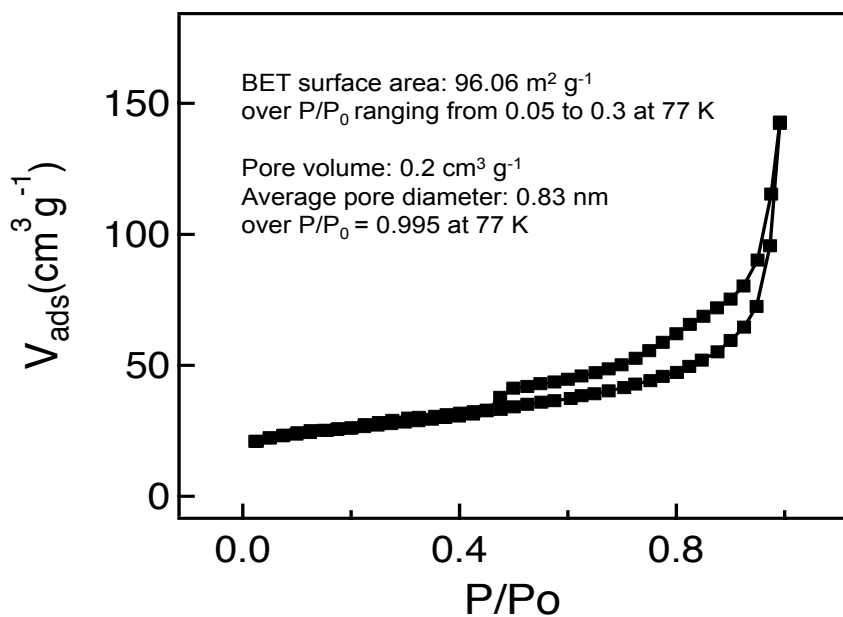 BET surface area: 96.06 m² g⁻¹
over P/P₀ ranging from 0.05 to 0.3 at 77 K
Pore volume: 0.2 cm³ g⁻¹
Average pore diameter: 0.83 nm
over P/P₀ = 0.995 at 77 K
V_ads(cm³g⁻¹)
150
100
50
0
0.0 0.4 0.8
P/Po